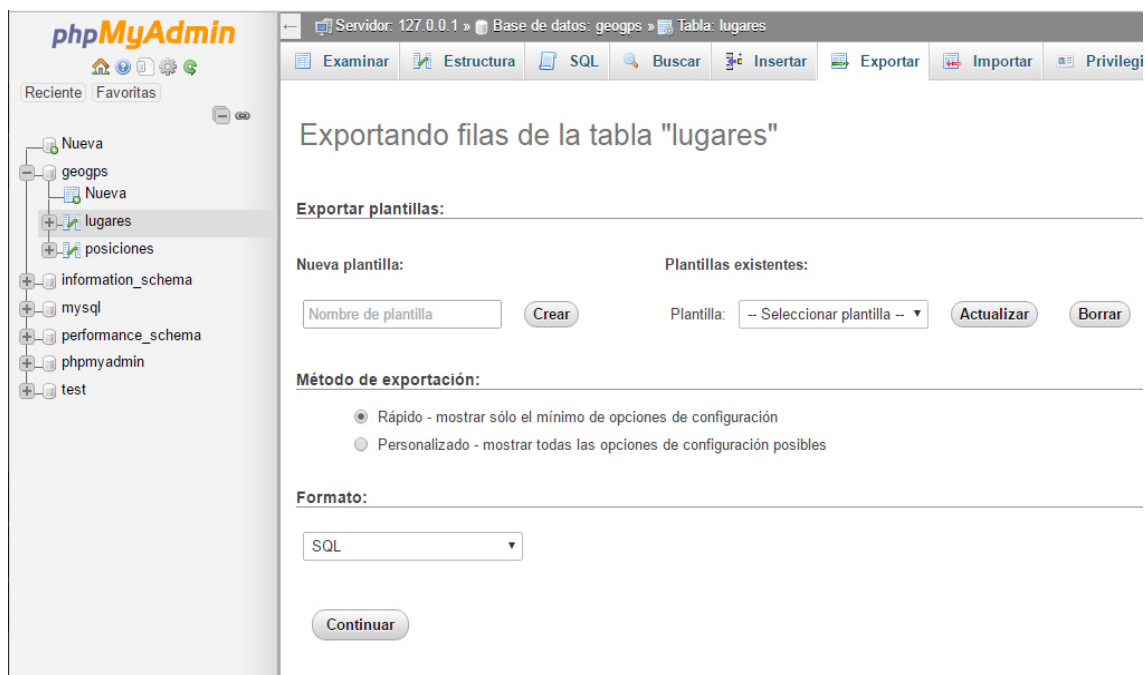 phpMyAdmin
Reciente Favoritas
Nueva
geogps
Nueva
lugares
posiciones
information_schema
mysql
performance_schema
phpmyadmin
test
Servidor: 127.0.0.1 » Base de datos: geogps » Tabla: lugares
Examinar Estructura SQL Buscar Insertar Exportar Importar Privilegi
Exportando filas de la tabla "lugares"
Exportar plantillas:
Nueva plantilla: Plantillas existentes:
Nombre de plantilla Crear Plantilla: -- Seleccionar plantilla -- Actualizar Borrar
Método de exportación:
Rápido - mostrar sólo el mínimo de opciones de configuración
Personalizado - mostrar todas las opciones de configuración posibles
Formato:
SQL
Continuar